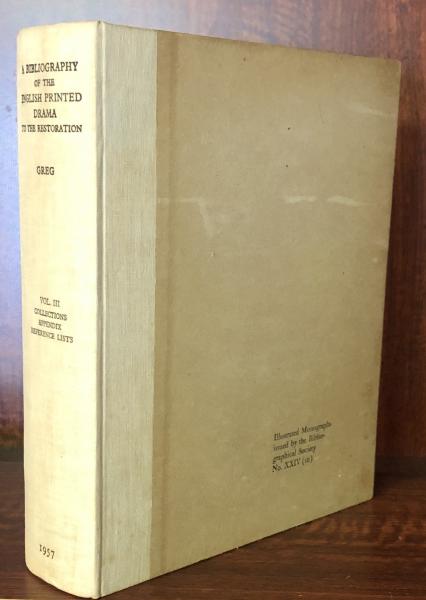 A BIBLIOGRAPHY
OF THE
ENGLISH PRINTED
DRAMA
TO THE RESTORATION
GREG
VOL. III
COLLECTIONS
APPENDIX
REFERENCE LISTS
1957
Illustrated Monographs
issued by the Biblio-
graphical Society
No. XXIV (iii)